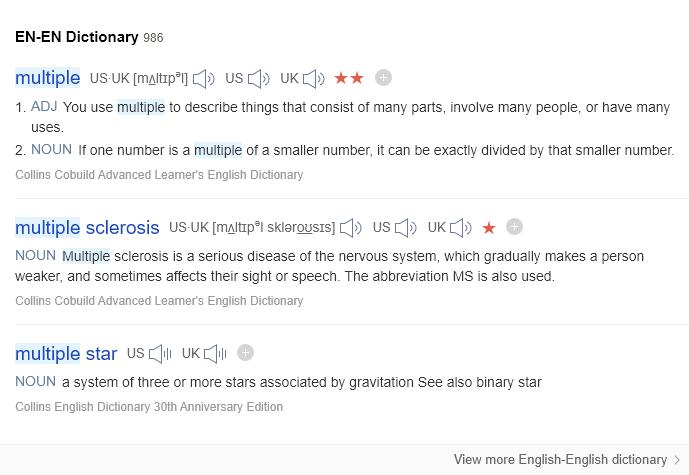 EN-EN Dictionary 986
multiple US·UK [mʌltɪpᵊl] US UK ★★
1. ADJ You use multiple to describe things that consist of many parts, involve many people, or have many
uses.
2. NOUN If one number is a multiple of a smaller number, it can be exactly divided by that smaller number.
Collins Cobuild Advanced Learner's English Dictionary
multiple sclerosis US·UK [mʌltɪpᵊl skləroʊsɪs] US UK ★
NOUN Multiple sclerosis is a serious disease of the nervous system, which gradually makes a person
weaker, and sometimes affects their sight or speech. The abbreviation MS is also used.
Collins Cobuild Advanced Learner's English Dictionary
multiple star US UK
NOUN a system of three or more stars associated by gravitation See also binary star
Collins English Dictionary 30th Anniversary Edition
View more English-English dictionary >